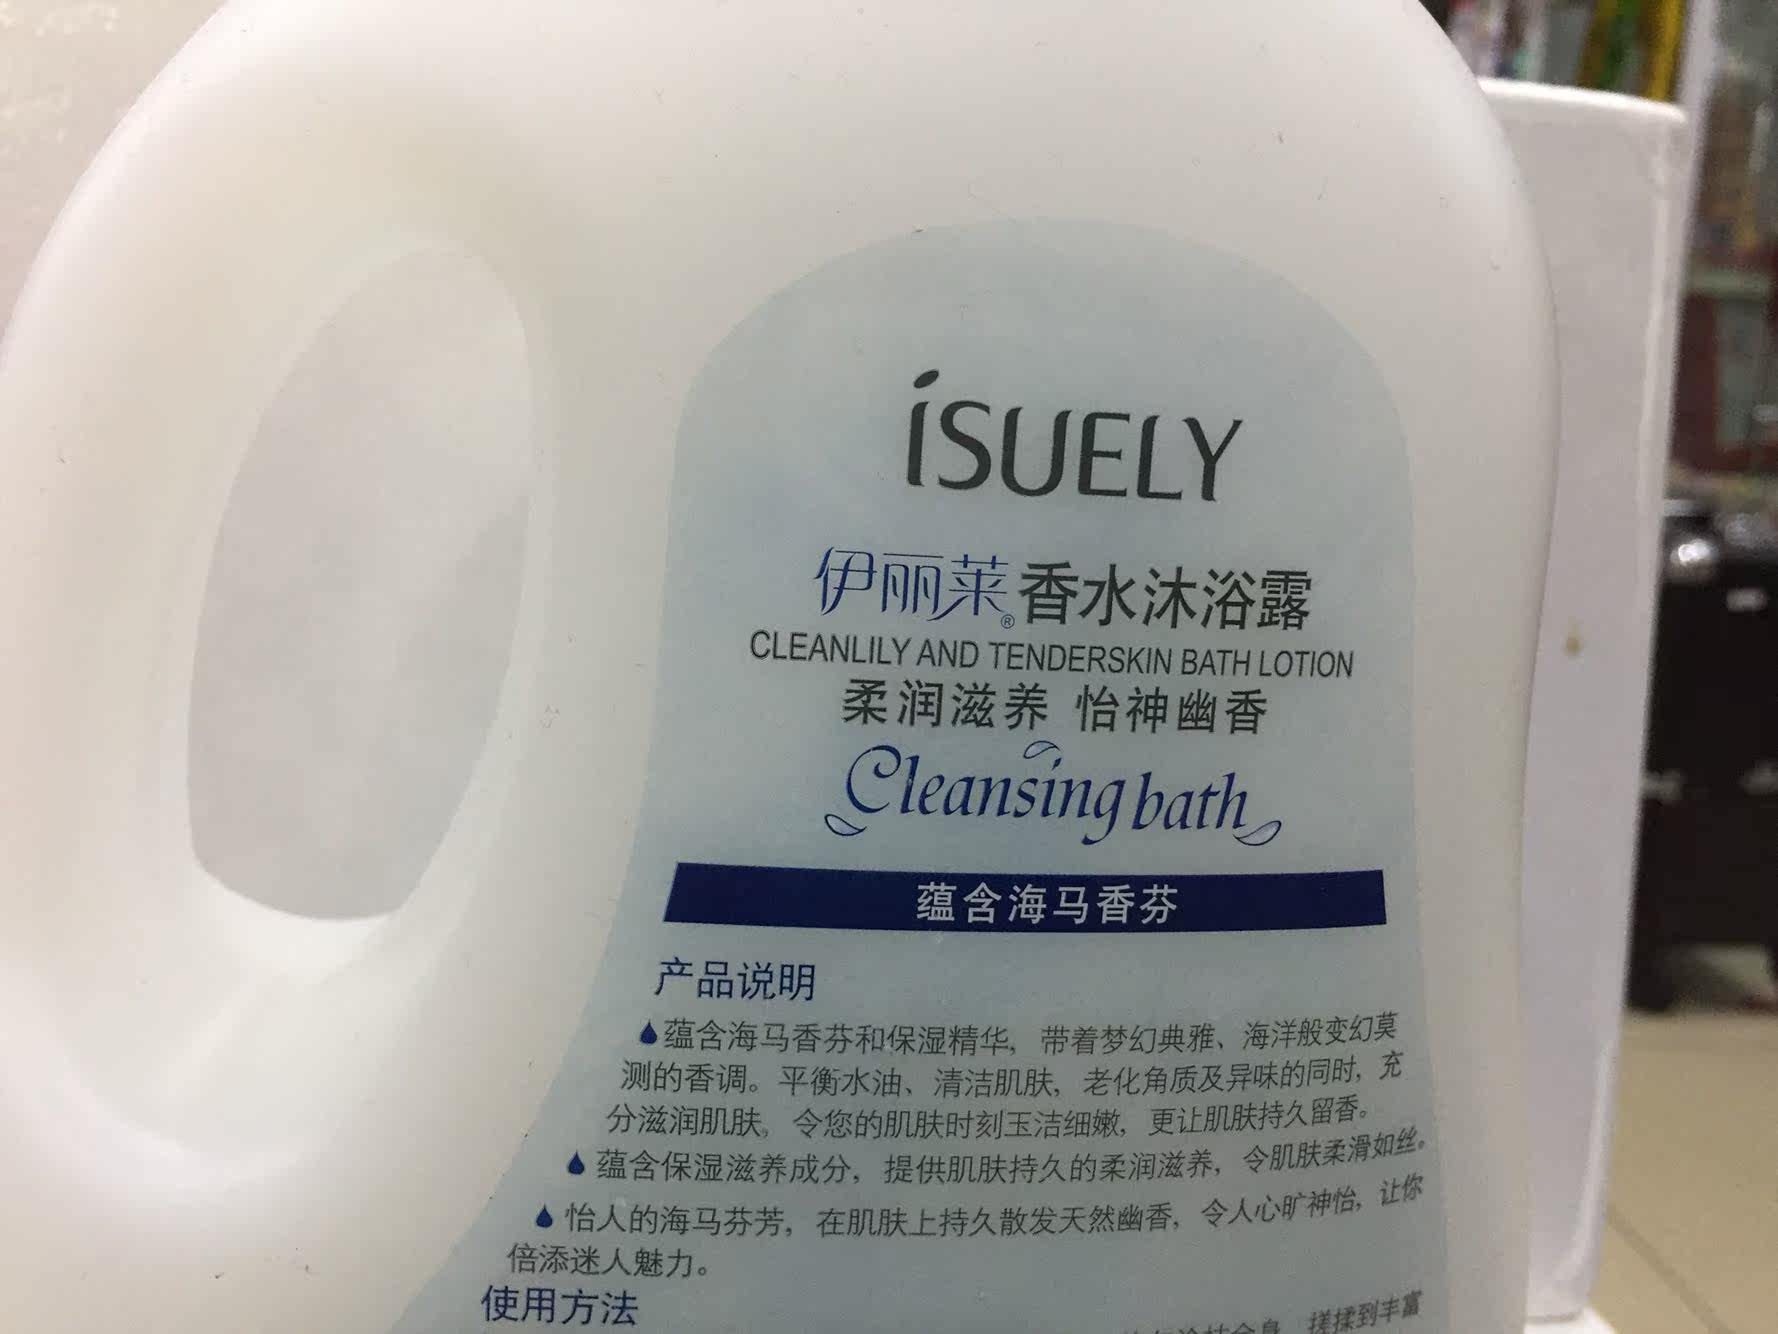 iSUELY
伊丽莱®香水沐浴露
CLEANLILY AND TENDERSKIN BATH LOTION
柔润滋养 怡神幽香
Cleansing bath
蕴含海马香芬
产品说明
蕴含海马香芬和保湿精华，带着梦幻典雅、海洋般变幻莫
测的香调。平衡水油、清洁肌肤，老化角质及异味的同时，充
分滋润肌肤，令您的肌肤时刻玉洁细嫩，更让肌肤持久留香。
蕴含保湿滋养成分，提供肌肤持久的柔润滋养，令肌肤柔滑如丝。
怡人的海马芬芳，在肌肤上持久散发天然幽香，令人心旷神怡，让你
倍添迷人魅力。
使用方法
全身，搓揉到丰富